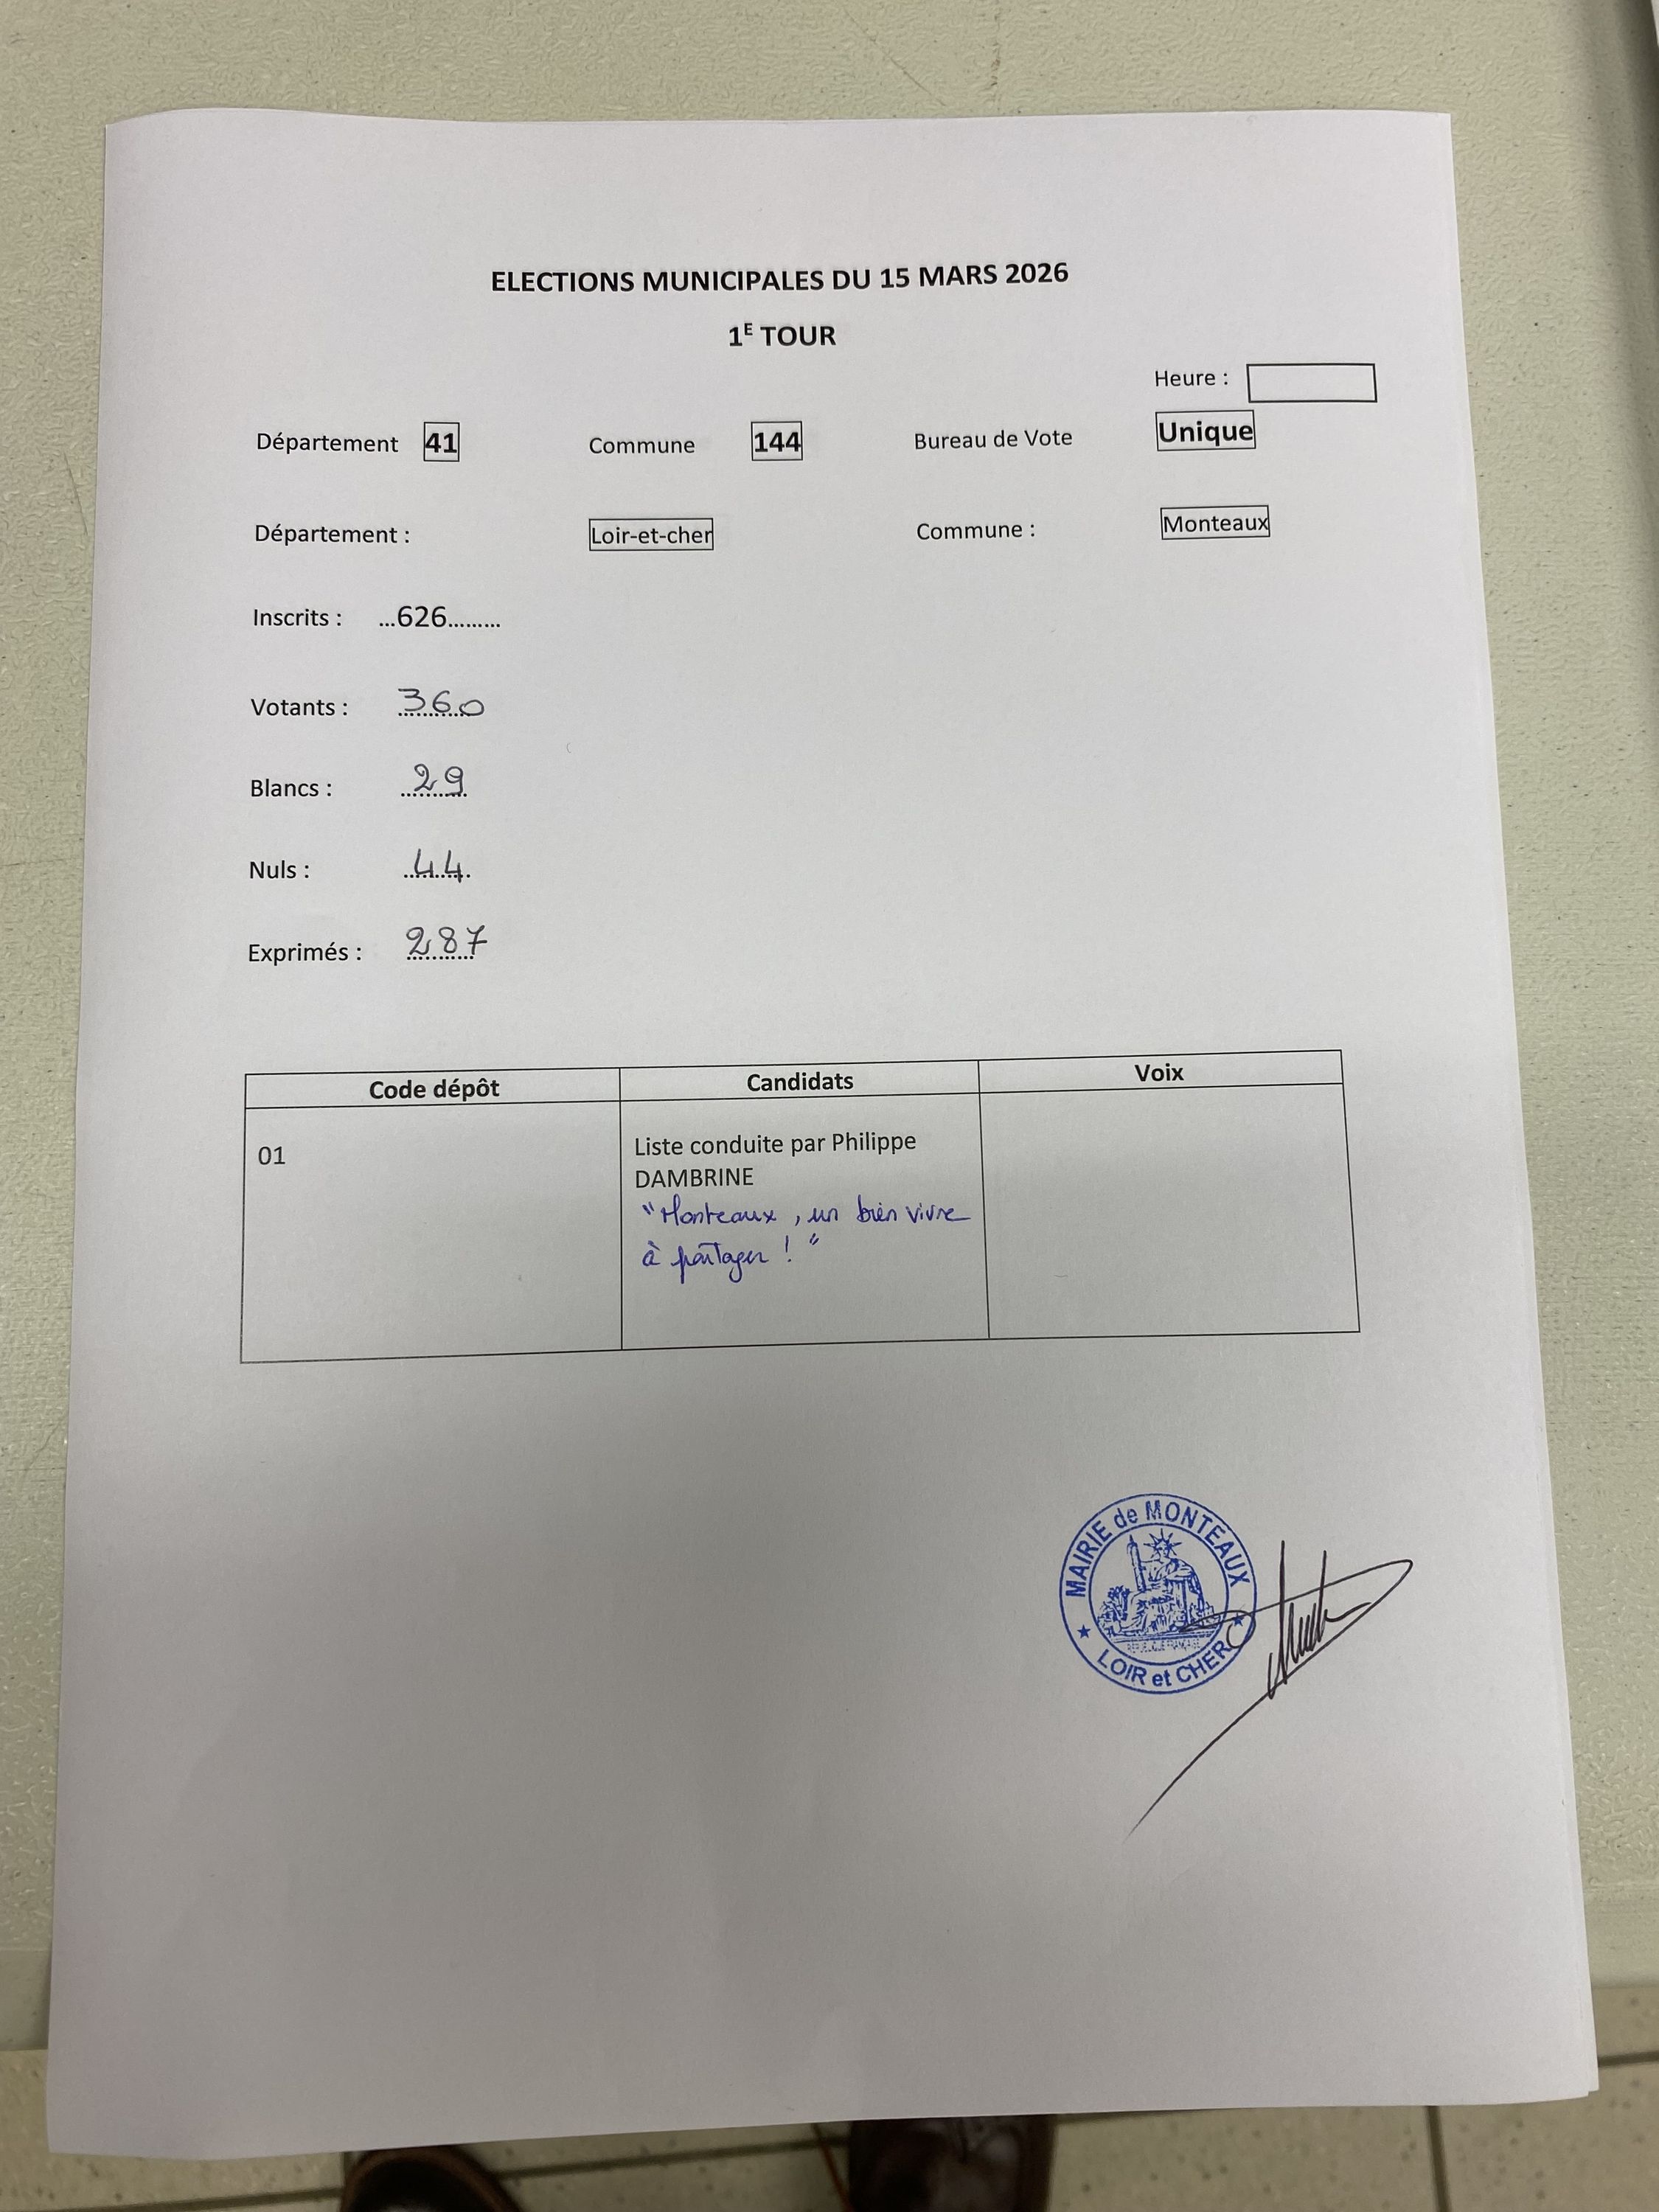 ELECTIONS MUNICIPALES DU 15 MARS 2026
1E TOUR
Heure :
Département 41 Commune 144 Bureau de Vote Unique
Département : Loir-et-cher Commune : Monteaux
Inscrits : ...626.........
Votants : 360
Blancs : 29
Nuls : 44
Exprimés : 287
Code dépôt Candidats Voix
01 Liste conduite par Philippe
DAMBRINE
"Monteaux, un bien vivre
à partager ! "
MAIRIE de MONTEAUX
RÉPUBLIQUE FRANÇAISE
LOIR et CHER